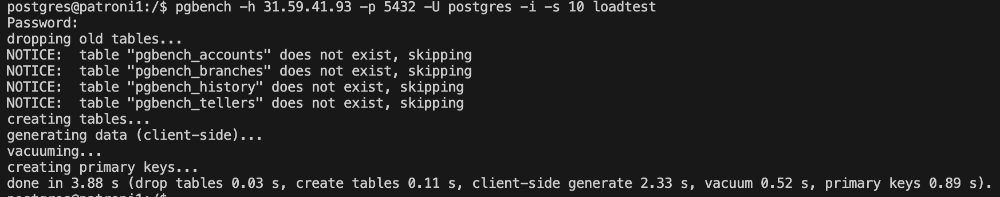 postgres@patroni1:/$ pgbench -h 31.59.41.93 -p 5432 -U postgres -i -s 10 loadtest
Password:
dropping old tables...
NOTICE:  table "pgbench_accounts" does not exist, skipping
NOTICE:  table "pgbench_branches" does not exist, skipping
NOTICE:  table "pgbench_history" does not exist, skipping
NOTICE:  table "pgbench_tellers" does not exist, skipping
creating tables...
generating data (client-side)...
vacuuming...
creating primary keys...
done in 3.88 s (drop tables 0.03 s, create tables 0.11 s, client-side generate 2.33 s, vacuum 0.52 s, primary keys 0.89 s).
postgres@patroni1:/$